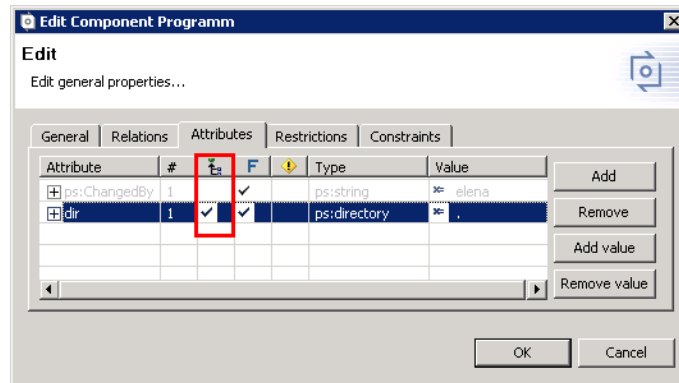 Edit Component Programm
Edit
Edit general properties...
General Relations Attributes Restrictions Constraints
Attribute # F Type Value
ps:ChangedBy 1 ps:string elena
dir 1 ps:directory .
Add
Remove
Add value
Remove value
OK Cancel